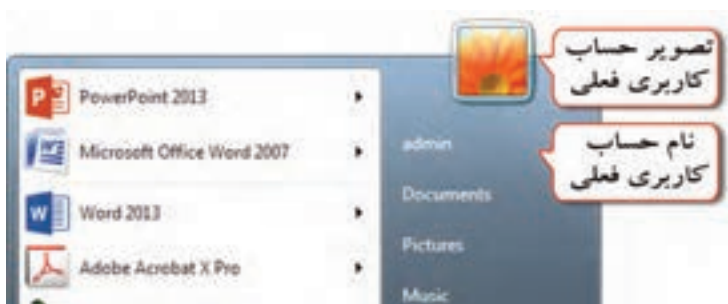 تصویر حساب
کاربری فعلی
PowerPoint 2013
Microsoft Office Word 2007
Word 2013
Adobe Acrobat X Pro
admin
Documents
Pictures
Music
نام حساب
کاربری فعلی